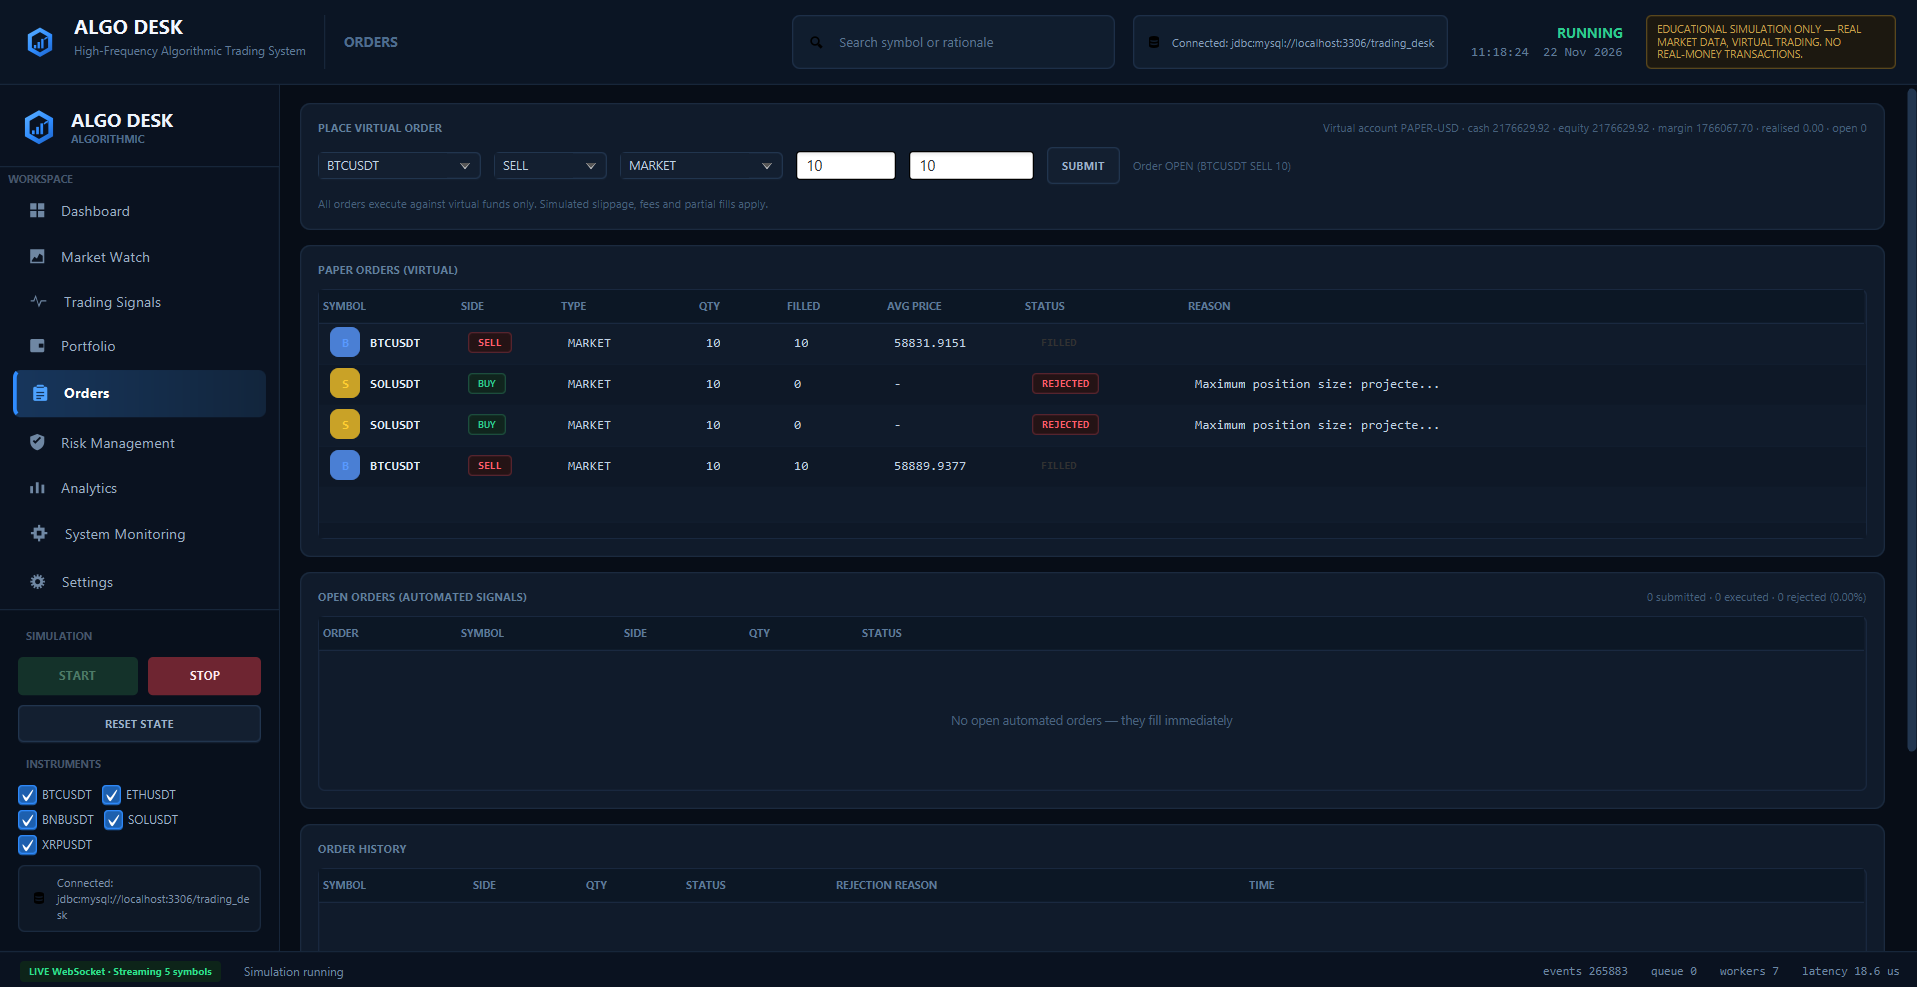 ALGO DESK
High-Frequency Algorithmic Trading System
ORDERS
Search symbol or rationale
Connected: jdbc:mysql://localhost:3306/trading_desk
RUNNING
11:18:24 22 Nov 2026
EDUCATIONAL SIMULATION ONLY — REAL
MARKET DATA, VIRTUAL TRADING. NO
REAL-MONEY TRANSACTIONS.
ALGO DESK
ALGORITHMIC
WORKSPACE
Dashboard
Market Watch
Trading Signals
Portfolio
Orders
Risk Management
Analytics
System Monitoring
Settings
SIMULATION
START STOP
RESET STATE
INSTRUMENTS
BTCUSDT ETHUSDT
BNBUSDT SOLUSDT
XRPUSDT
Connected:
jdbc:mysql://localhost:3306/trading_de
sk
PLACE VIRTUAL ORDER
Virtual account PAPER-USD · cash 2176629.92 · equity 2176629.92 · margin 1766067.70 · realised 0.00 · open 0
BTCUSDT SELL MARKET 10 10 SUBMIT Order OPEN (BTCUSDT SELL 10)
All orders execute against virtual funds only. Simulated slippage, fees and partial fills apply.
PAPER ORDERS (VIRTUAL)
SYMBOL SIDE TYPE QTY FILLED AVG PRICE STATUS REASON
B BTCUSDT SELL MARKET 10 10 58831.9151 FILLED
S SOLUSDT BUY MARKET 10 0 - REJECTED Maximum position size: projecte...
S SOLUSDT BUY MARKET 10 0 - REJECTED Maximum position size: projecte...
B BTCUSDT SELL MARKET 10 10 58889.9377 FILLED
OPEN ORDERS (AUTOMATED SIGNALS)
0 submitted · 0 executed · 0 rejected (0.00%)
ORDER SYMBOL SIDE QTY STATUS
No open automated orders — they fill immediately
ORDER HISTORY
SYMBOL SIDE QTY STATUS REJECTION REASON TIME
LIVE WebSocket · Streaming 5 symbols
Simulation running
events 265883 queue 0 workers 7 latency 18.6 us